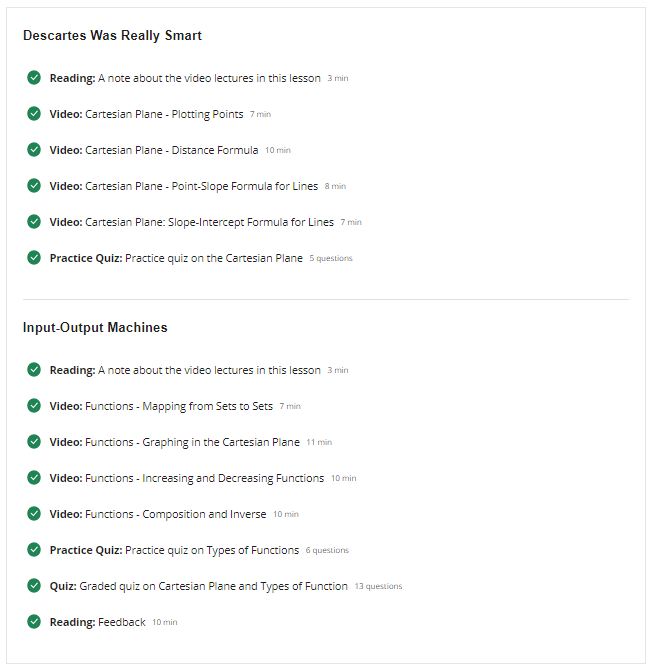 Descartes Was Really Smart
Reading: A note about the video lectures in this lesson 3 min
Video: Cartesian Plane - Plotting Points 7 min
Video: Cartesian Plane - Distance Formula 10 min
Video: Cartesian Plane - Point-Slope Formula for Lines 8 min
Video: Cartesian Plane: Slope-Intercept Formula for Lines 7 min
Practice Quiz: Practice quiz on the Cartesian Plane 5 questions
Input-Output Machines
Reading: A note about the video lectures in this lesson 3 min
Video: Functions - Mapping from Sets to Sets 7 min
Video: Functions - Graphing in the Cartesian Plane 11 min
Video: Functions - Increasing and Decreasing Functions 10 min
Video: Functions - Composition and Inverse 10 min
Practice Quiz: Practice quiz on Types of Functions 6 questions
Quiz: Graded quiz on Cartesian Plane and Types of Function 13 questions
Reading: Feedback 10 min